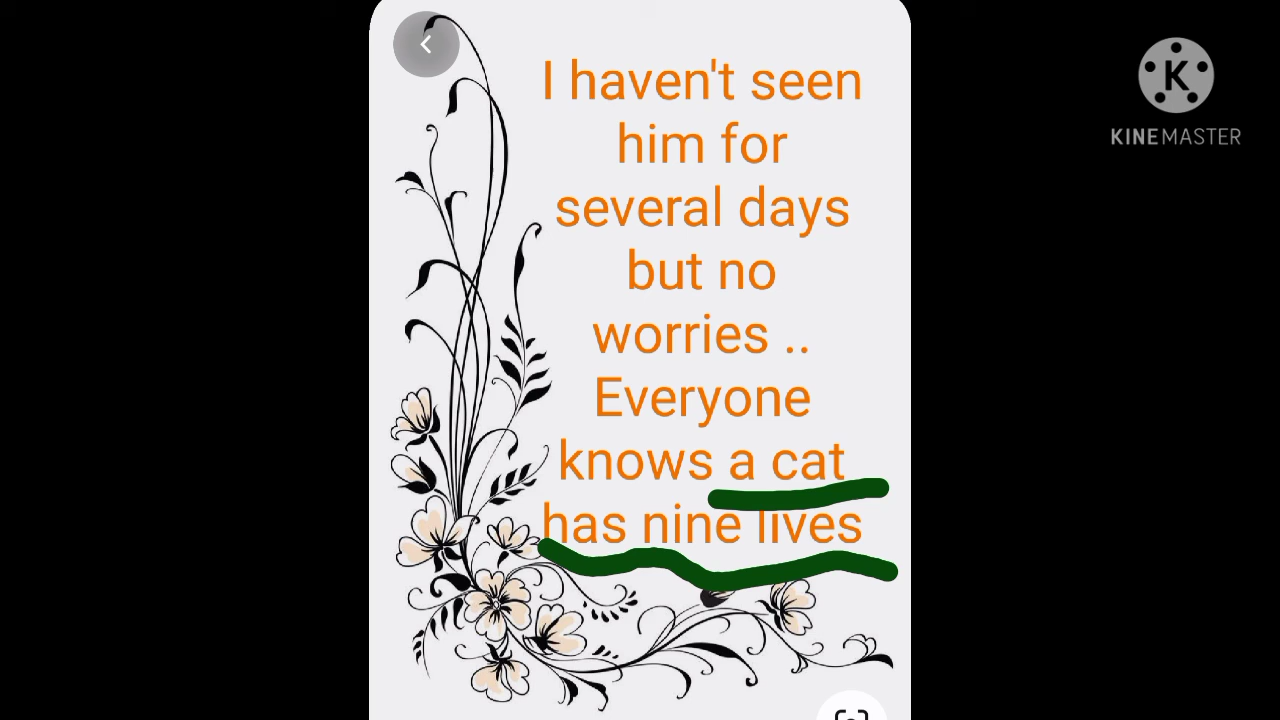 I haven't seen
him for
several days
but no
worries ..
Everyone
knows a cat
has nine lives
K
KINEMASTER